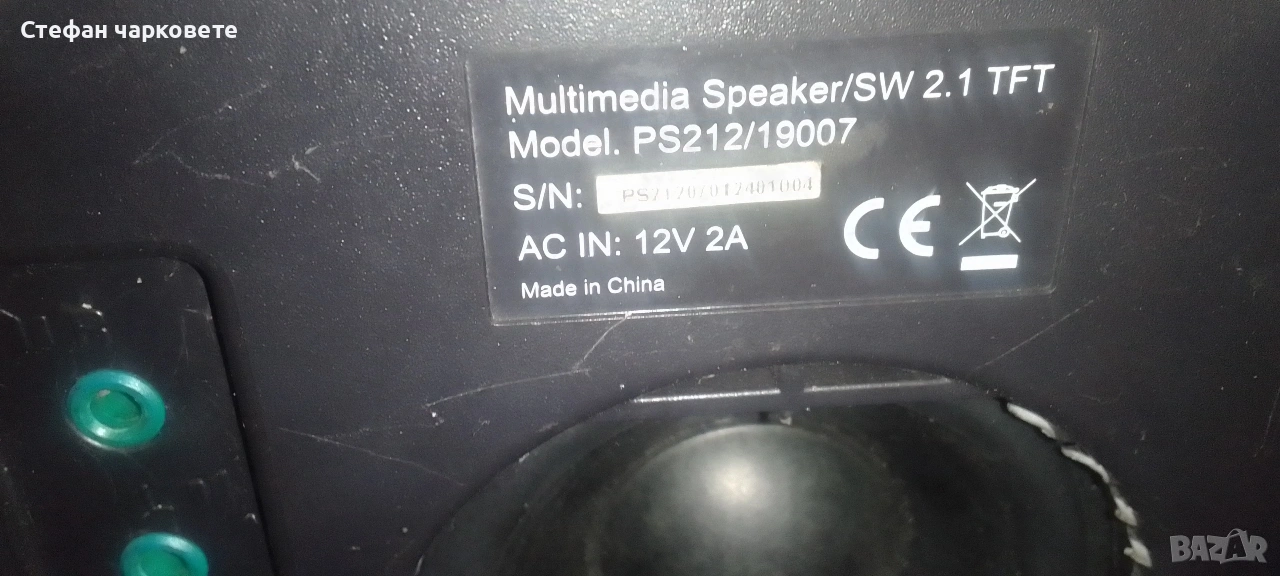 Стефан чарковете
Multimedia Speaker/SW 2.1 TFT
Model. PS212/19007
S/N:
AC IN: 12V 2A
Made in China
CE
BAZAR